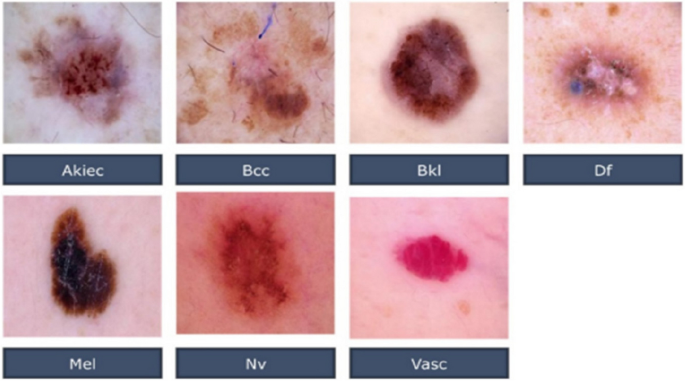 Akiec
Bcc
Bkl
Df
Mel
Nv
Vasc